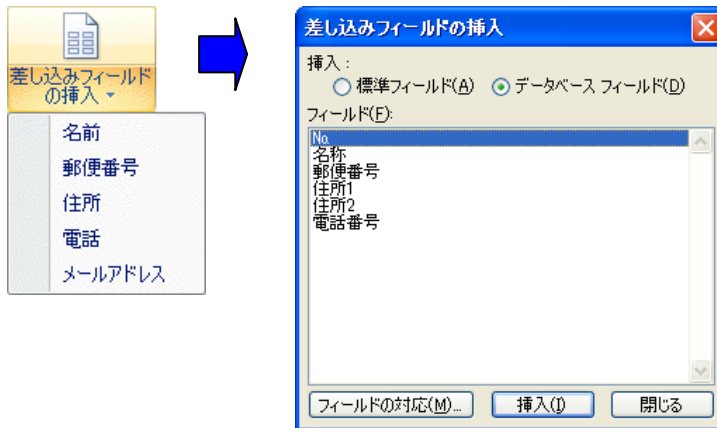 差し込みフィールド
の挿入
名前
郵便番号
住所
電話
メールアドレス
差し込みフィールドの挿入
挿入:
標準フィールド(A) データベース フィールド(D)
フィールド(F):
No.
名称
郵便番号
住所1
住所2
電話番号
フィールドの対応(M)... 挿入(I) 閉じる